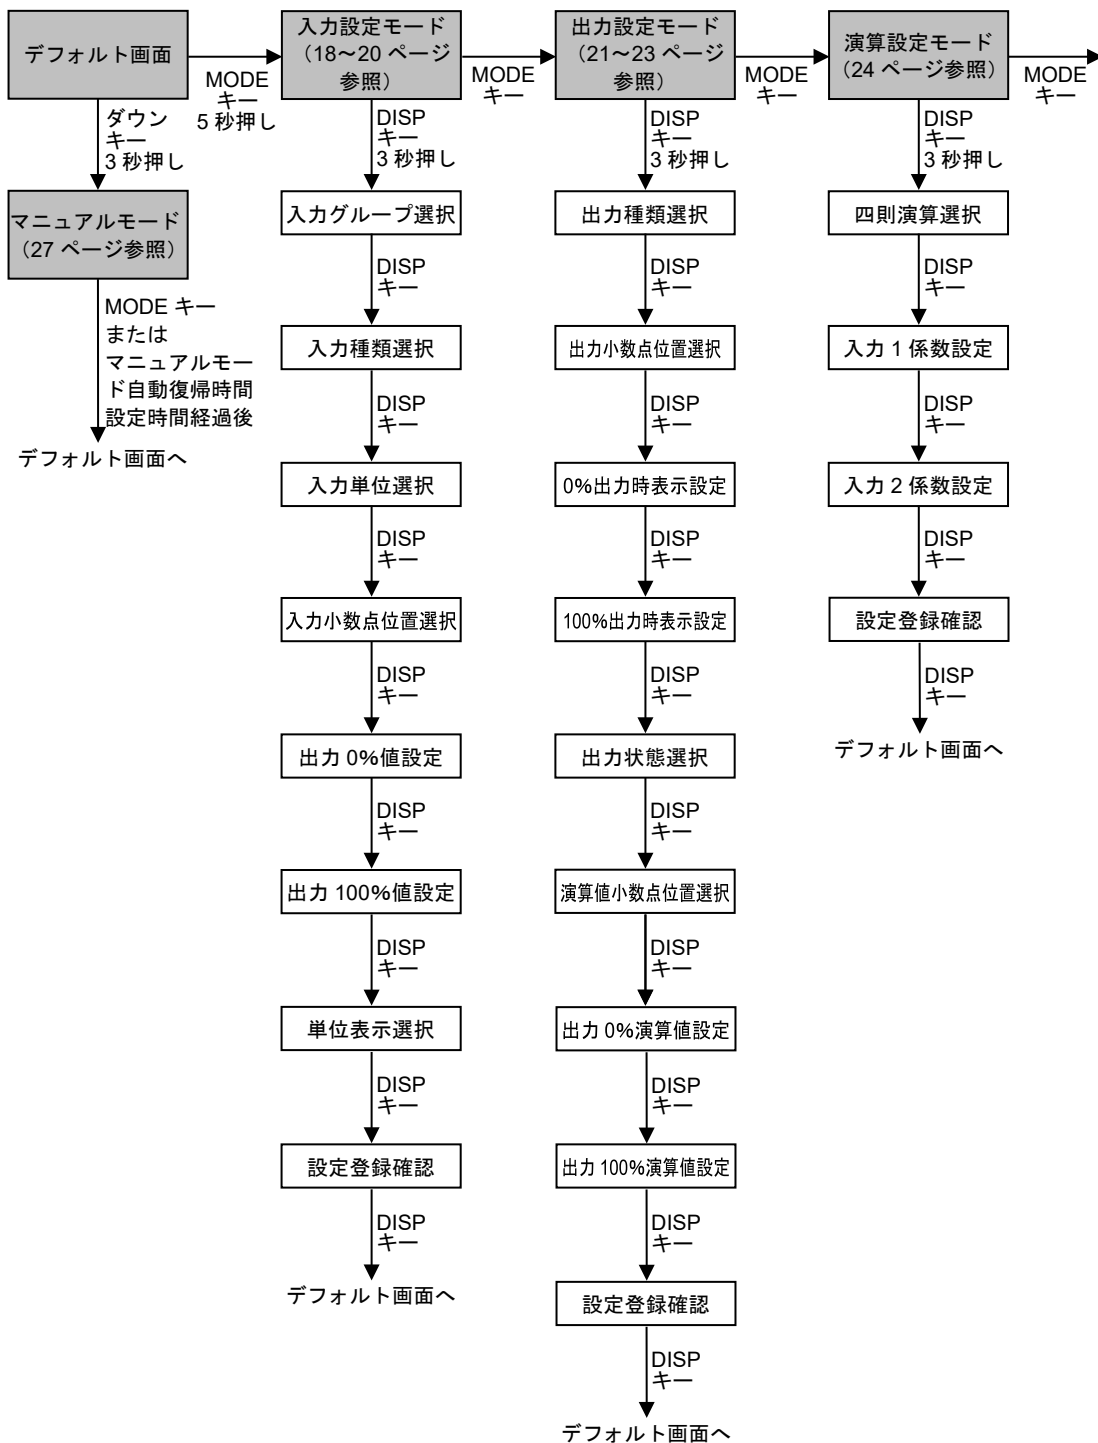 デフォルト画面
MODE
キー
5 秒押し
ダウン
キー
3 秒押し
マニュアルモード
（27 ページ参照）
MODE キー
または
マニュアルモー
ド自動復帰時間
設定時間経過後
デフォルト画面へ
入力設定モード
（18～20 ページ
参照）
MODE
キー
DISP
キー
3 秒押し
入力グループ選択
DISP
キー
入力種類選択
DISP
キー
入力単位選択
DISP
キー
入力小数点位置選択
DISP
キー
出力 0%値設定
DISP
キー
出力 100%値設定
DISP
キー
単位表示選択
DISP
キー
設定登録確認
DISP
キー
デフォルト画面へ
出力設定モード
（21～23 ページ
参照）
MODE
キー
DISP
キー
3 秒押し
出力種類選択
DISP
キー
出力小数点位置選択
DISP
キー
0%出力時表示設定
DISP
キー
100%出力時表示設定
DISP
キー
出力状態選択
DISP
キー
演算値小数点位置選択
DISP
キー
出力 0%演算値設定
DISP
キー
出力 100%演算値設定
DISP
キー
設定登録確認
DISP
キー
デフォルト画面へ
演算設定モード
（24 ページ参照）
MODE
キー
DISP
キー
3 秒押し
四則演算選択
DISP
キー
入力 1 係数設定
DISP
キー
入力 2 係数設定
DISP
キー
設定登録確認
DISP
キー
デフォルト画面へ